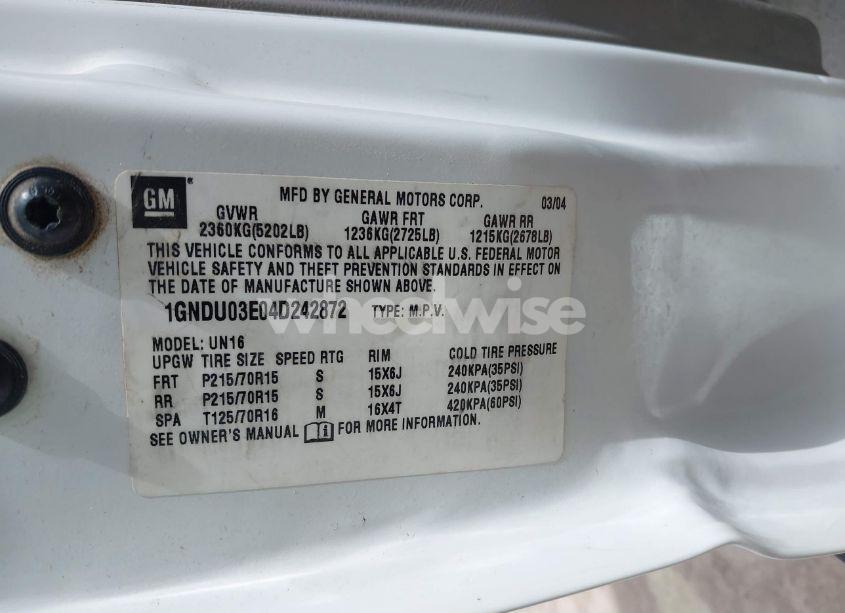 GM
MFD BY GENERAL MOTORS CORP. 03/04
GVWR GAWR FRT GAWR RR
2360KG(5202LB) 1236KG(2725LB) 1215KG(2678LB)
THIS VEHICLE CONFORMS TO ALL APPLICABLE U.S. FEDERAL MOTOR
VEHICLE SAFETY AND THEFT PREVENTION STANDARDS IN EFFECT ON
THE DATE OF MANUFACTURE SHOWN ABOVE.
1GNDU03E04D242872 TYPE: M.P.V.
wheelwise
MODEL: UN16
UPGW TIRE SIZE SPEED RTG RIM COLD TIRE PRESSURE
FRT P215/70R15 S 15X6J 240KPA(35PSI)
RR P215/70R15 S 15X6J 240KPA(35PSI)
SPA T125/70R16 M 16X4T 420KPA(60PSI)
SEE OWNER'S MANUAL FOR MORE INFORMATION.